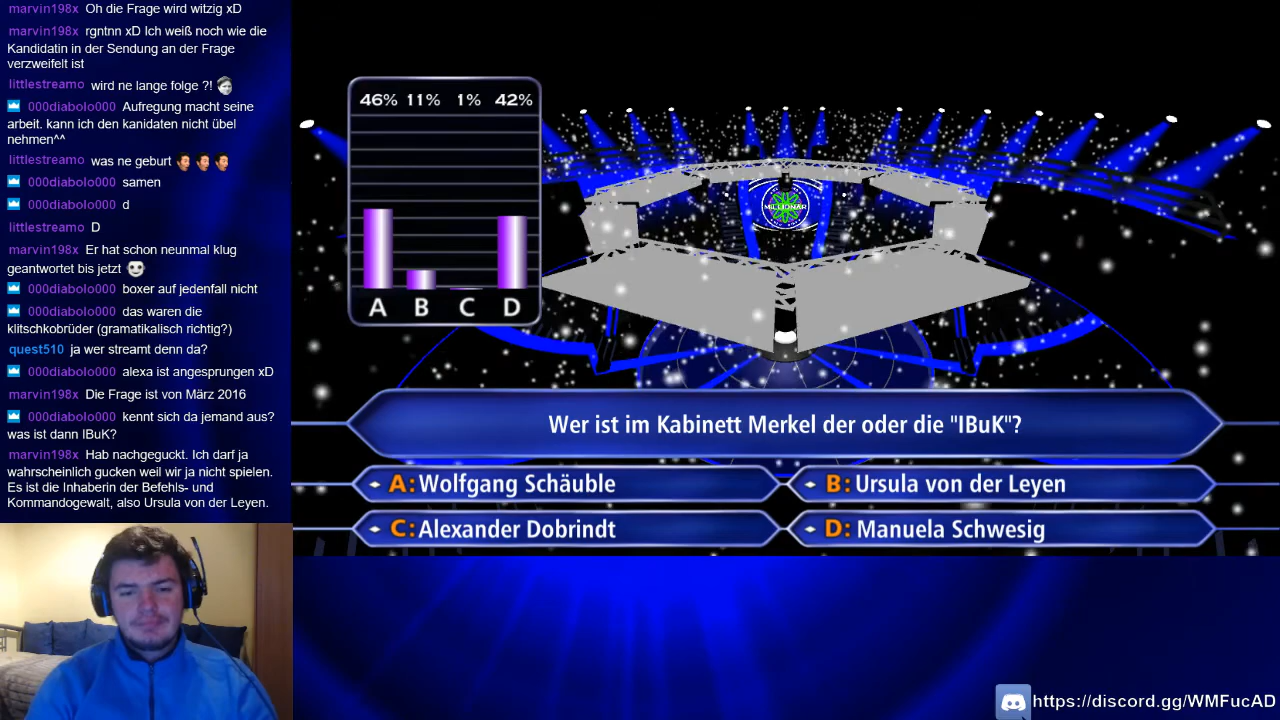 marvin198x Oh die Frage wird witzig xD
marvin198x rgntnn xD Ich weiß noch wie die
Kandidatin in der Sendung an der Frage
verzweifelt ist
littlestreamo wird ne lange folge ?!
000diabolo000 Aufregung macht seine
arbeit. kann ich den kanidaten nicht übel
nehmen^^
littlestreamo was ne geburt
000diabolo000 samen
000diabolo000 d
littlestreamo D
marvin198x Er hat schon neunmal klug
geantwortet bis jetzt
000diabolo000 boxer auf jedenfall nicht
000diabolo000 das waren die
klitschkobrüder (gramatikalisch richtig?)
quest510 ja wer streamt denn da?
000diabolo000 alexa ist angesprungen xD
marvin198x Die Frage ist von März 2016
000diabolo000 kennt sich da jemand aus?
was ist dann IBuK?
marvin198x Hab nachgeguckt. Ich darf ja
wahrscheinlich gucken weil wir ja nicht spielen.
Es ist die Inhaberin der Befehls- und
Kommandogewalt, also Ursula von der Leyen.
46% 11% 1% 42%
A B C D
MILLIONÄR
Wer ist im Kabinett Merkel der oder die "IBuK"?
A: Wolfgang Schäuble
B: Ursula von der Leyen
C: Alexander Dobrindt
D: Manuela Schwesig
https://discord.gg/WMFucAD